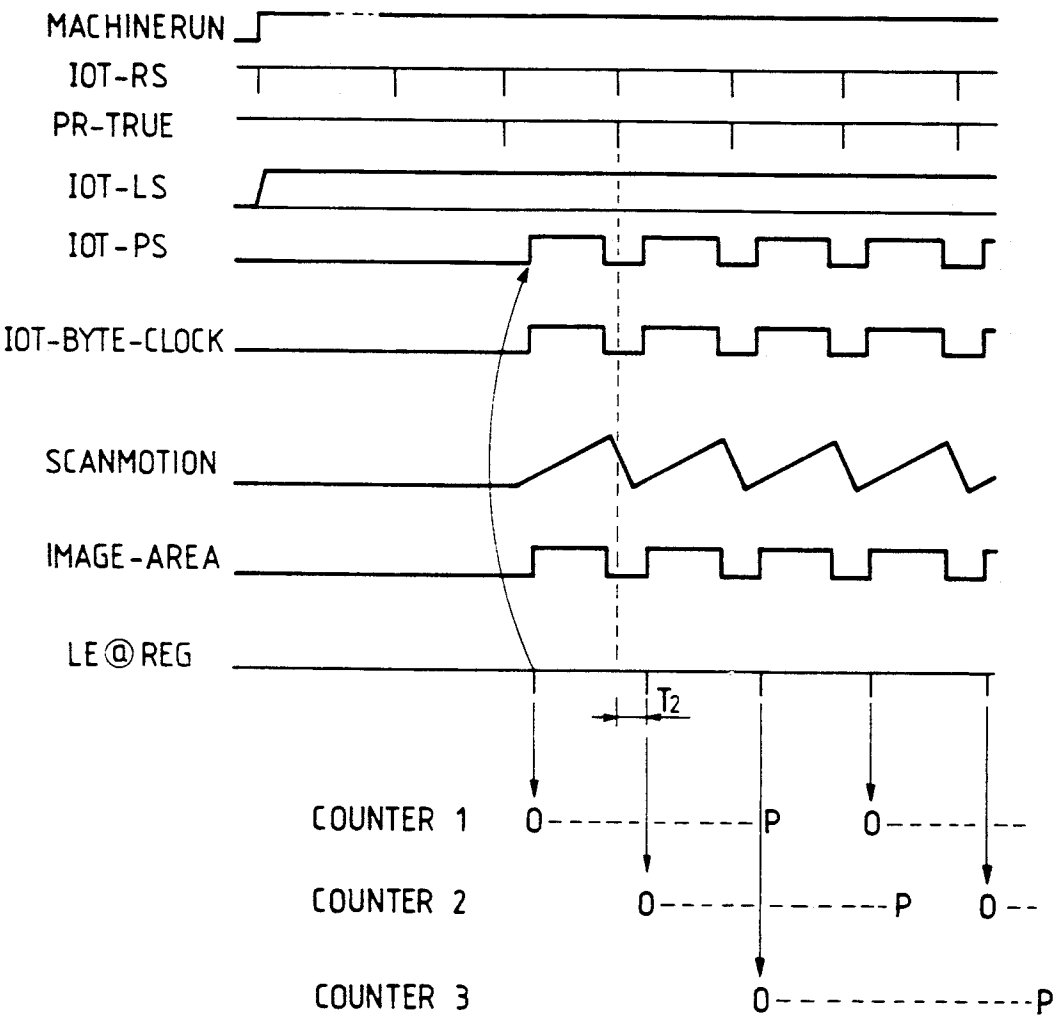 MACHINERUN
IOT-RS
PR-TRUE
IOT-LS
IOT-PS
IOT-BYTE-CLOCK
SCANMOTION
IMAGE-AREA
LE@REG
T2
COUNTER 1 0 P 0
COUNTER 2 0 P 0
COUNTER 3 0 P